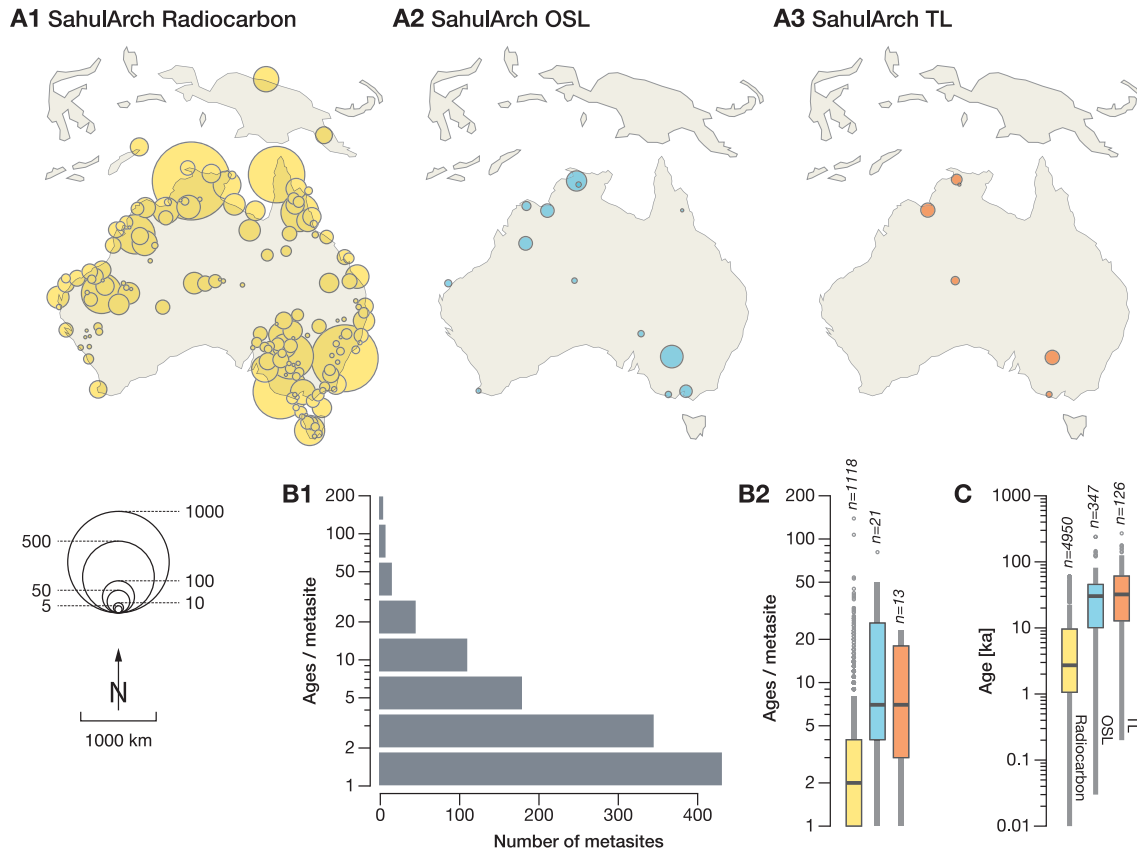 A1 SahulArch Radiocarbon
A2 SahulArch OSL
A3 SahulArch TL
1000
500
100
50
10
5
N
1000 km
B1
200
100
50
20
10
5
2
1
Ages / metasite
0
100
200
300
400
Number of metasites
B2
n=1118
n=21
n=13
200
100
50
20
10
5
2
1
Ages / metasite
C
n=4950
n=347
n=126
1000
100
10
1
0.1
0.01
Age [ka]
Radiocarbon
OSL
TL